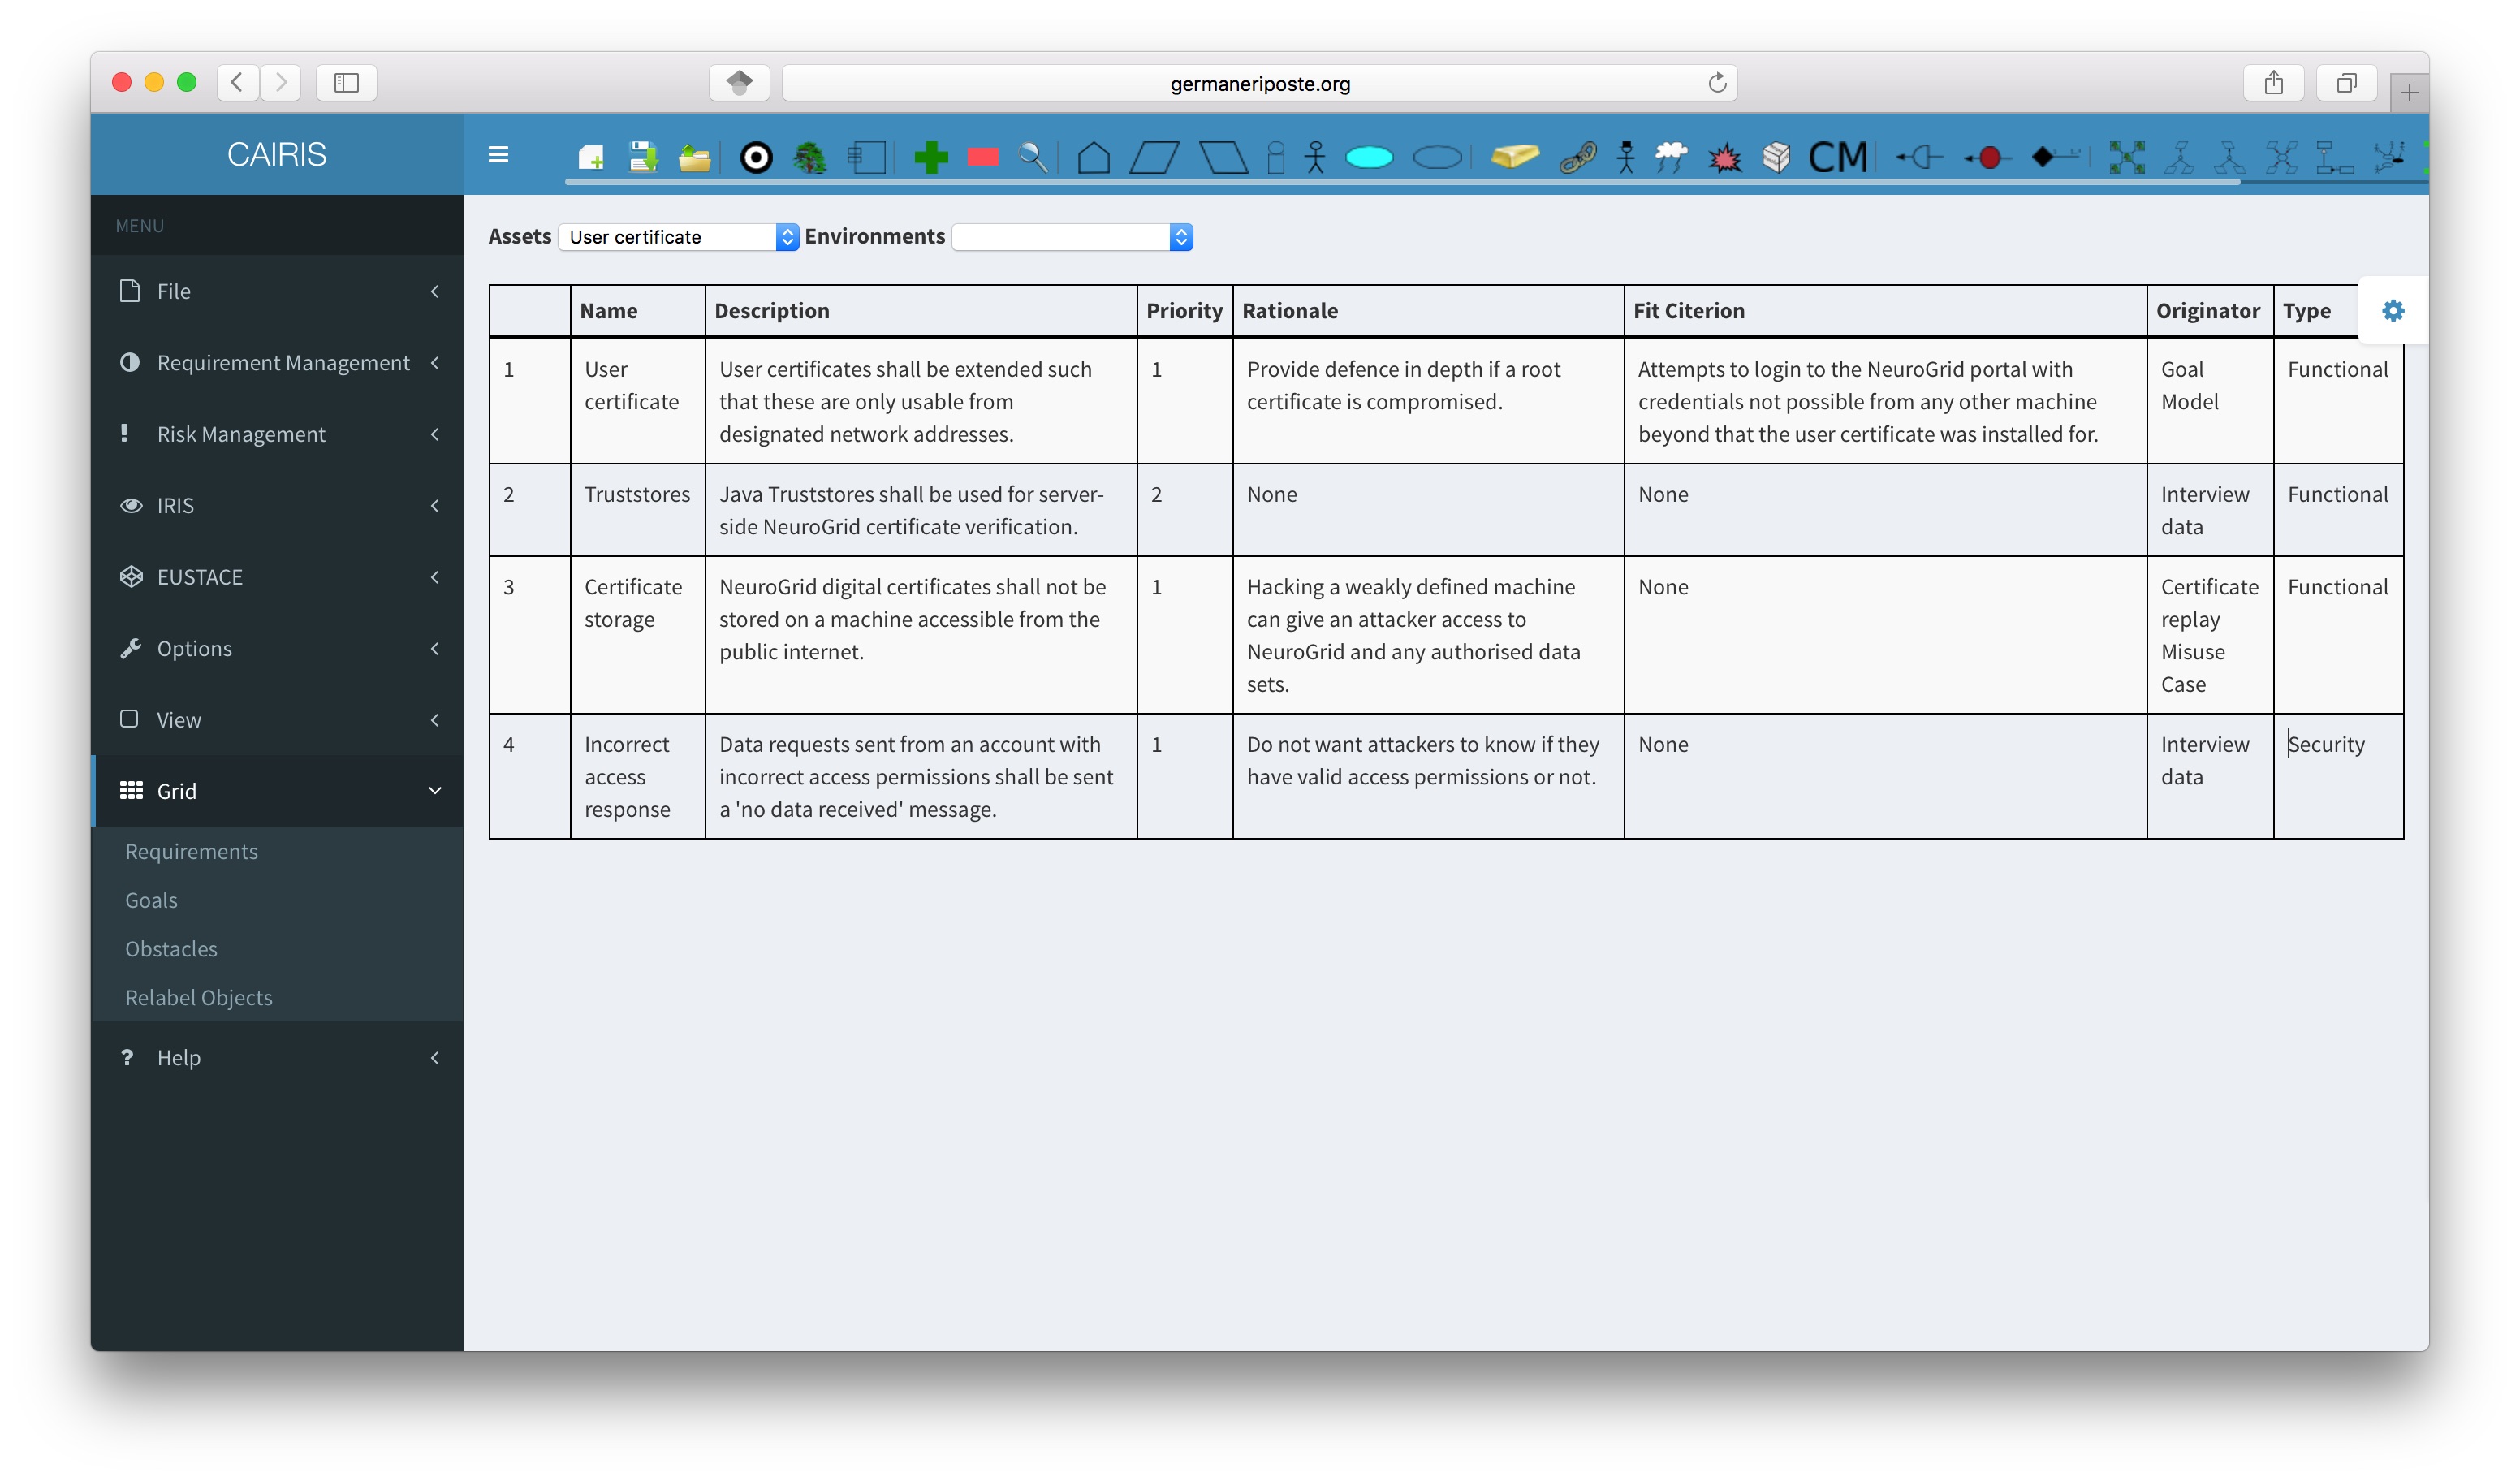 germaneriposte.org
CAIRIS
CM
MENU
File
Requirement Management
Risk Management
IRIS
EUSTACE
Options
View
Grid
Requirements
Goals
Obstacles
Relabel Objects
Help
Assets User certificate Environments
Name Description Priority Rationale Fit Citerion Originator Type
1 User certificate User certificates shall be extended such that these are only usable from designated network addresses. 1 Provide defence in depth if a root certificate is compromised. Attempts to login to the NeuroGrid portal with credentials not possible from any other machine beyond that the user certificate was installed for. Goal Model Functional
2 Truststores Java Truststores shall be used for server-side NeuroGrid certificate verification. 2 None None Interview data Functional
3 Certificate storage NeuroGrid digital certificates shall not be stored on a machine accessible from the public internet. 1 Hacking a weakly defined machine can give an attacker access to NeuroGrid and any authorised data sets. None Certificate replay Misuse Case Functional
4 Incorrect access response Data requests sent from an account with incorrect access permissions shall be sent a 'no data received' message. 1 Do not want attackers to know if they have valid access permissions or not. None Interview data Security